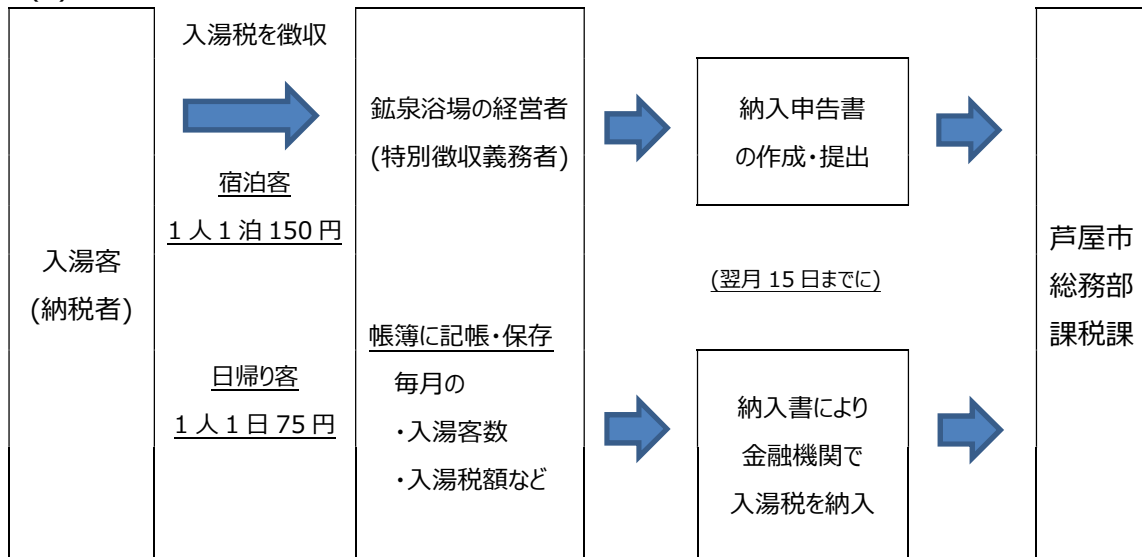 入湯客
(納税者)
入湯税を徴収
宿泊客
1人1泊150円
日帰り客
1人1日75円
鉱泉浴場の経営者
(特別徴収義務者)
帳簿に記帳・保存
毎月の
・入湯客数
・入湯税額など
納入申告書
の作成・提出
(翌月15日までに)
納入書により
金融機関で
入湯税を納入
芦屋市
総務部
課税課